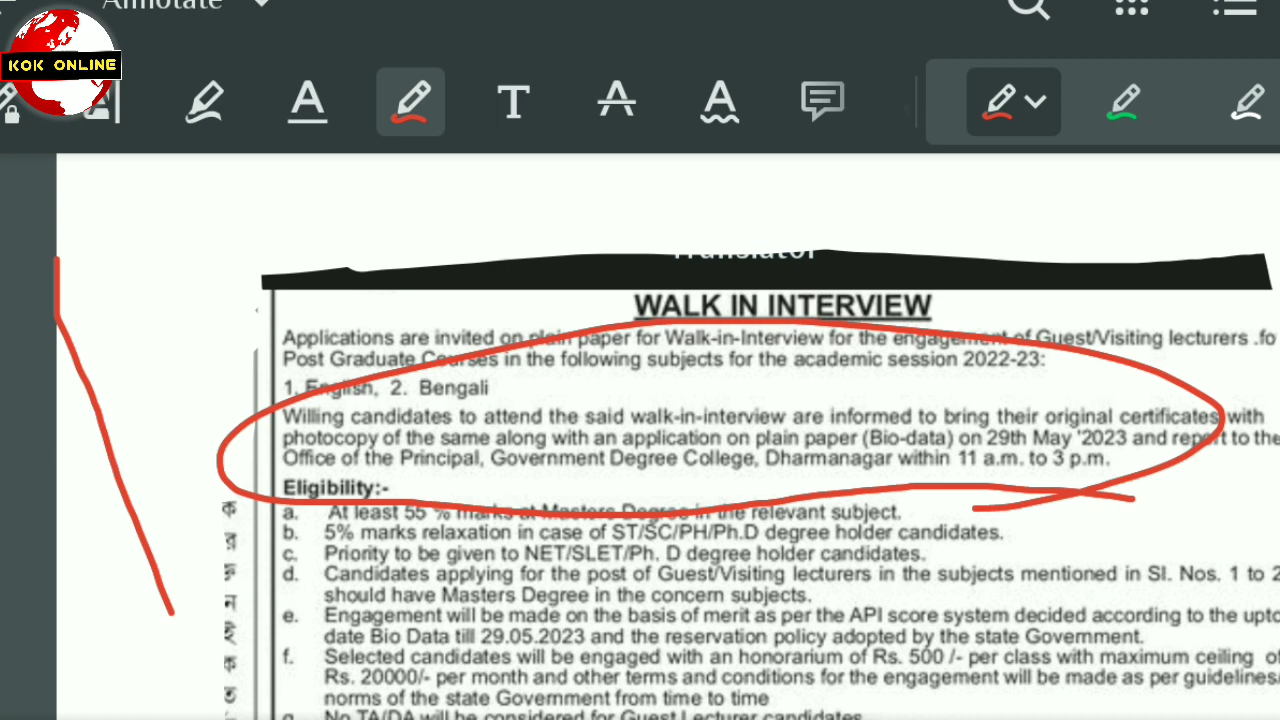 Annotate
KOK ONLINE
A T A A
Translator
WALK IN INTERVIEW
Applications are invited on plain paper for Walk-in-Interview for the engagement of Guest/Visiting lecturers .fo
Post Graduate Courses in the following subjects for the academic session 2022-23:
1. English, 2. Bengali
Willing candidates to attend the said walk-in-interview are informed to bring their original certificates with
photocopy of the same along with an application on plain paper (Bio-data) on 29th May '2023 and report to the
Office of the Principal, Government Degree College, Dharmanagar within 11 a.m. to 3 p.m.
Eligibility:-
a. At least 55 % marks at Masters Degree in the relevant subject.
b. 5% marks relaxation in case of ST/SC/PH/Ph.D degree holder candidates.
c. Priority to be given to NET/SLET/Ph. D degree holder candidates.
d. Candidates applying for the post of Guest/Visiting lecturers in the subjects mentioned in Sl. Nos. 1 to 2
should have Masters Degree in the concern subjects.
e. Engagement will be made on the basis of merit as per the API score system decided according to the upto
date Bio Data till 29.05.2023 and the reservation policy adopted by the state Government.
f. Selected candidates will be engaged with an honorarium of Rs. 500 /- per class with maximum ceiling of
Rs. 20000/- per month and other terms and conditions for the engagement will be made as per guidelines/
norms of the state Government from time to time
g. No TA/DA will be considered for Guest Lecturer candidates